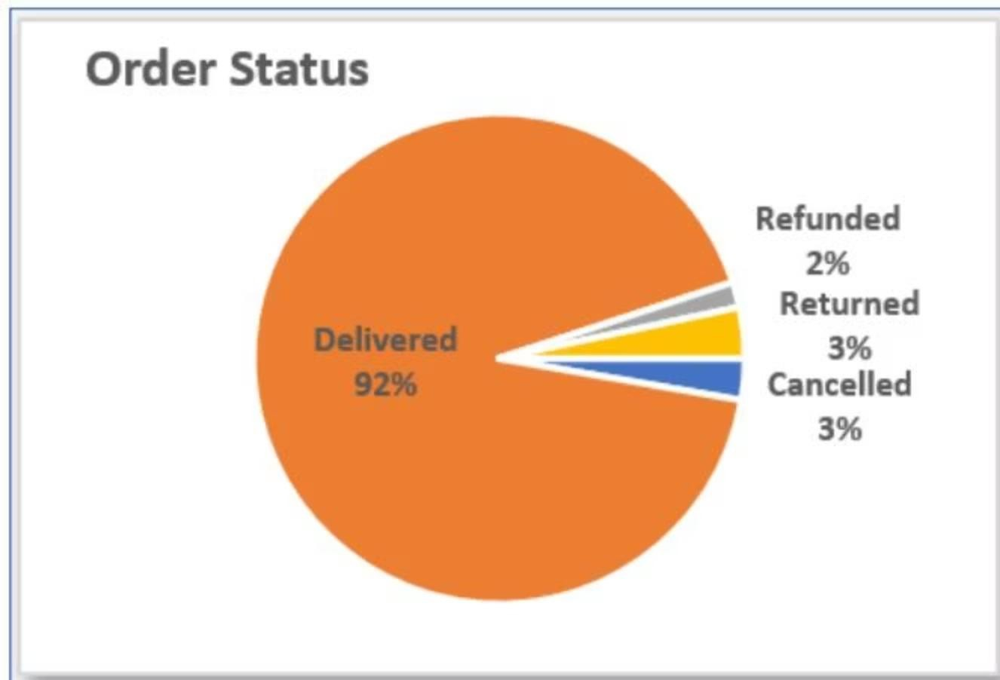 Order Status
Refunded
2%
Returned
3%
Delivered
92%
Cancelled
3%